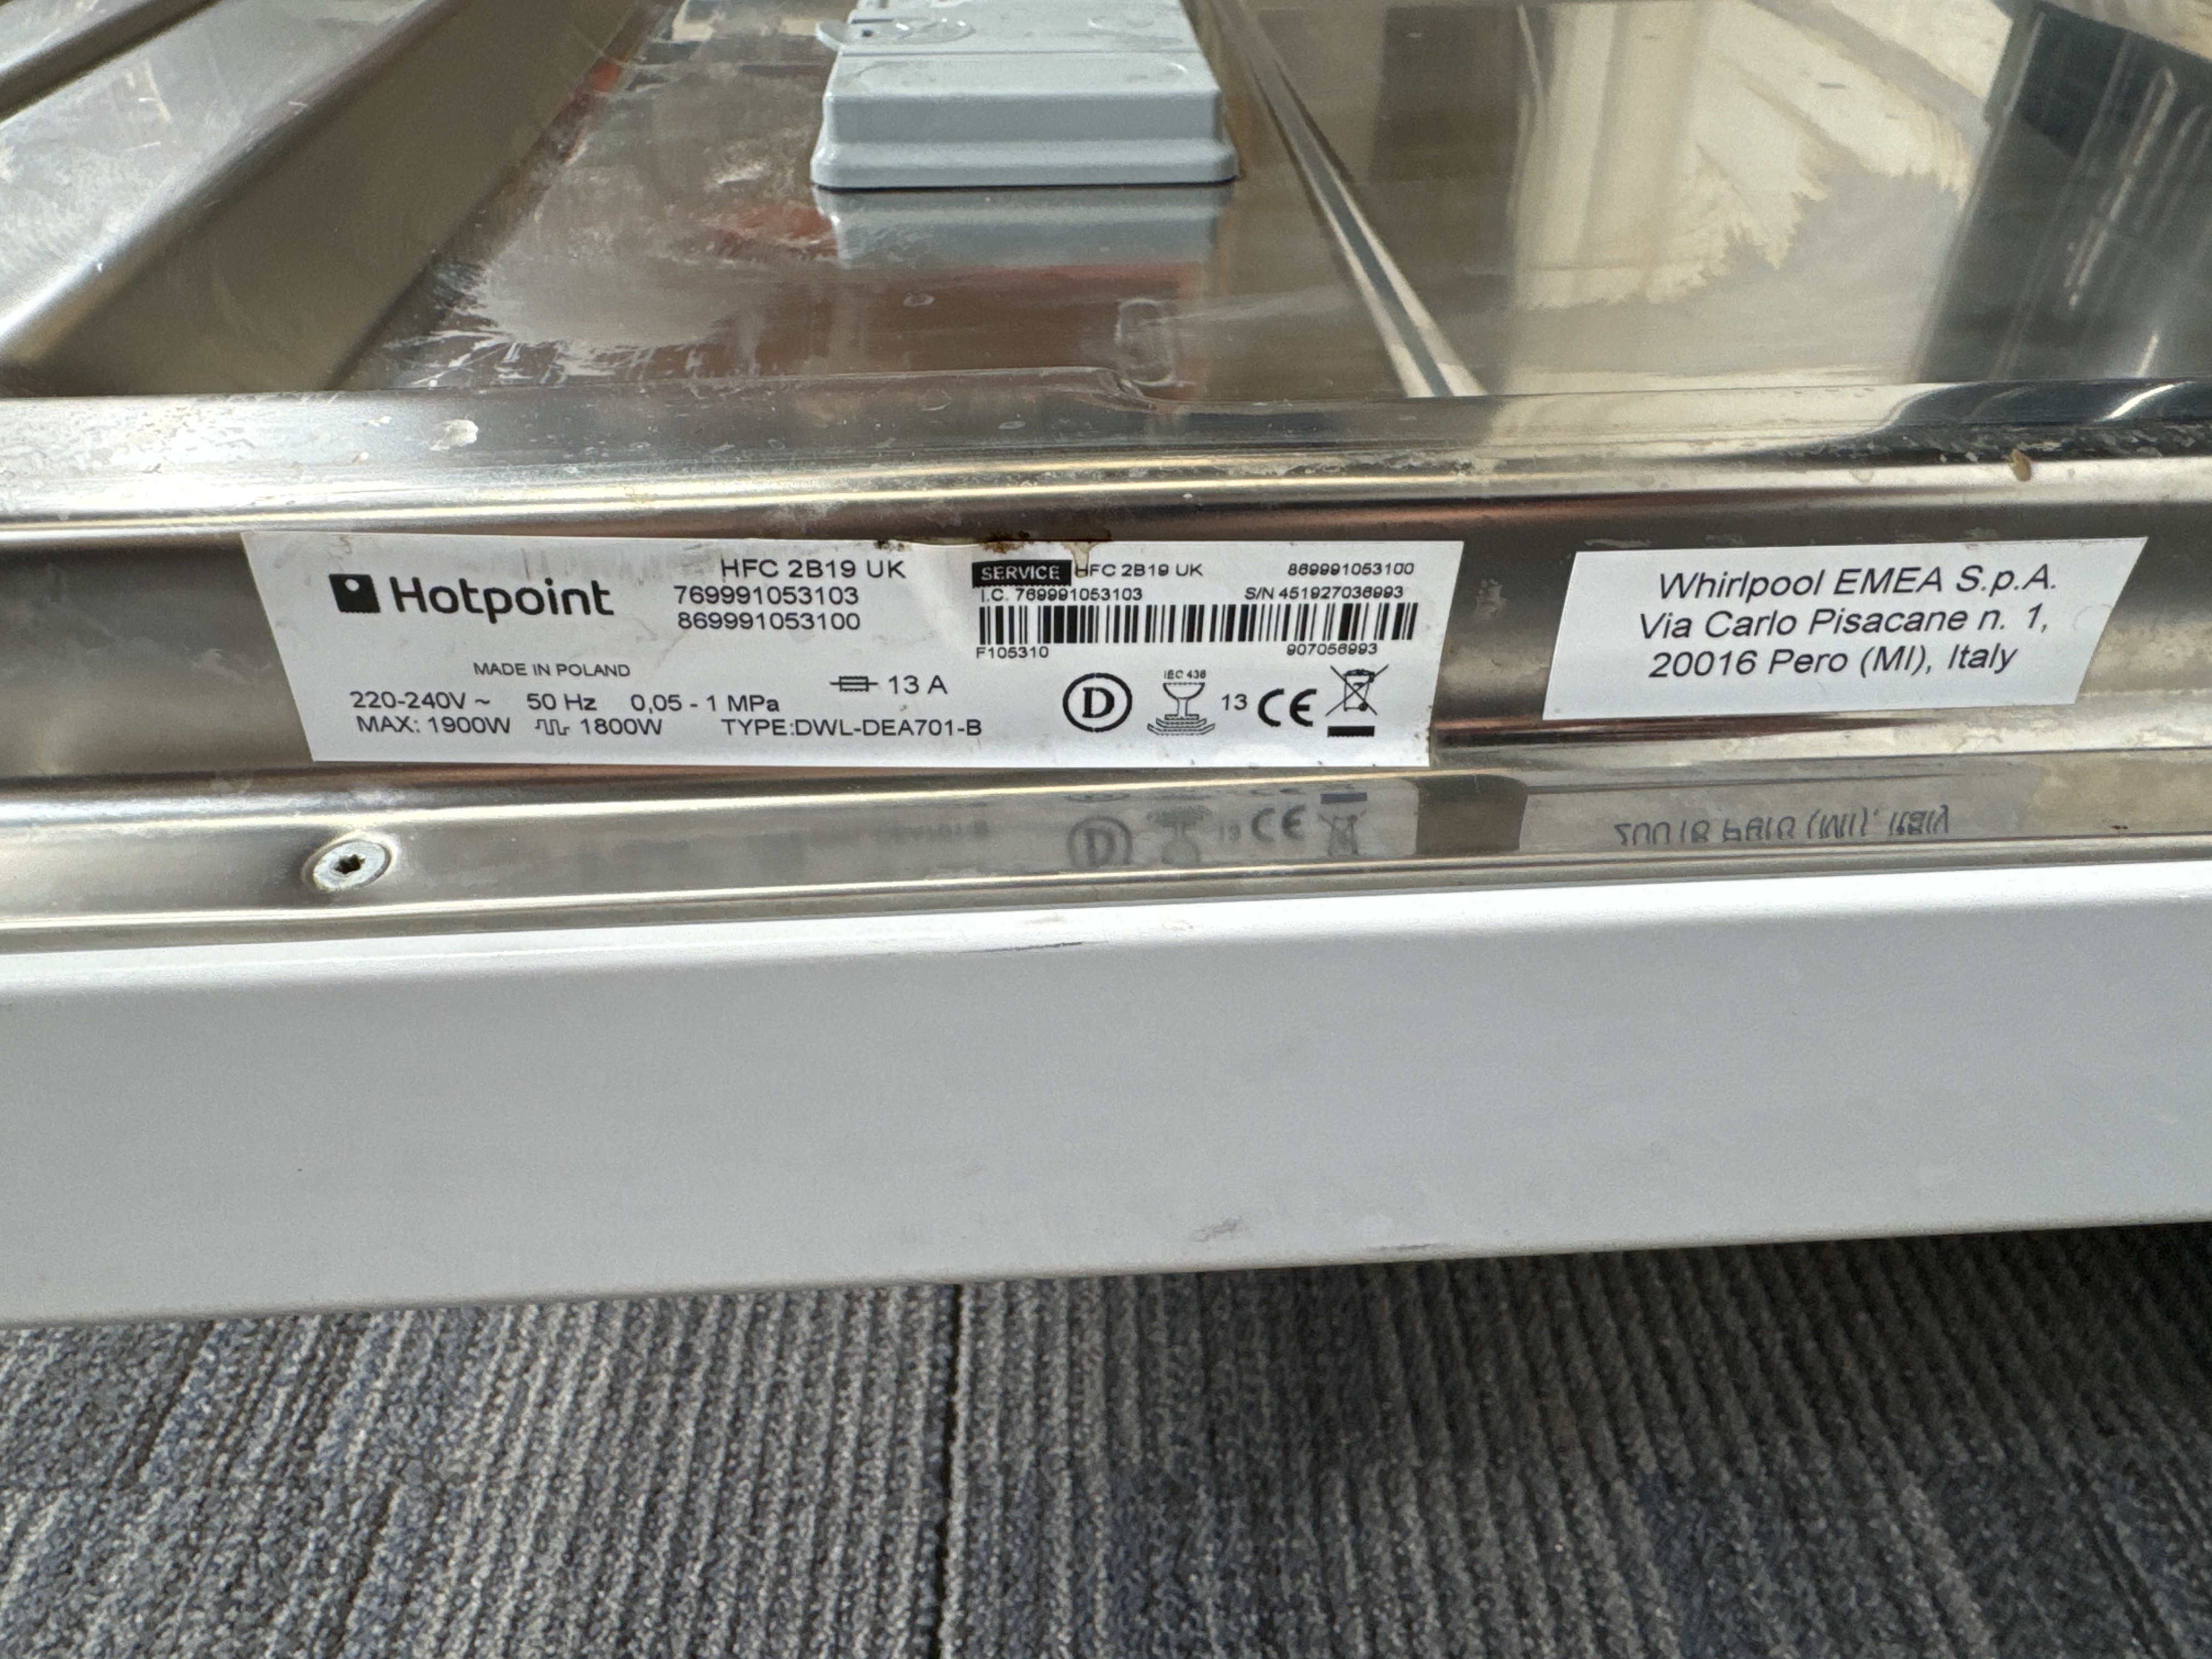 Hotpoint
HFC 2B19 UK
769991053103
869991053100
MADE IN POLAND
13 A
220-240V ~ 50 Hz 0,05 - 1 MPa
MAX: 1900W 1800W TYPE:DWL-DEA701-B
SERVICE HFC 2B19 UK 869991053100
I.C. 769991053103 S/N 451927036993
F105310 907056993
D
IEC 436
13 CE
Whirlpool EMEA S.p.A.
Via Carlo Pisacane n. 1,
20016 Pero (MI), Italy